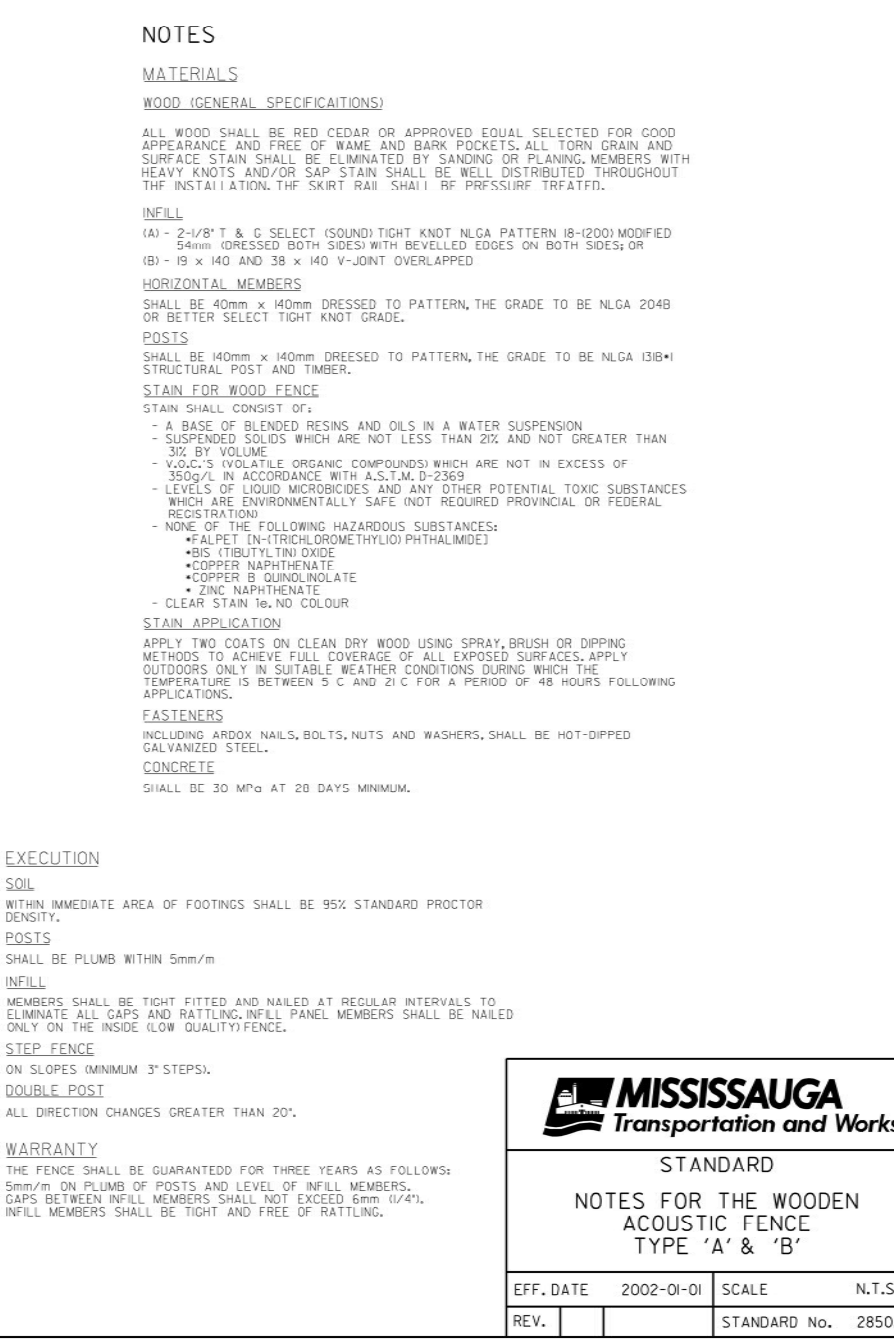 NOTES
MATERIALS
WOOD (GENERAL SPECIFICAITIONS)
ALL WOOD SHALL BE RED CEDAR OR APPROVED EQUAL SELECTED FOR GOOD
APPEARANCE AND FREE OF WAME AND BARK POCKETS. ALL TORN GRAIN AND
SURFACE STAIN SHALL BE ELIMINATED BY SANDING OR PLANING. MEMBERS WITH
HEAVY KNOTS AND/OR SAP STAIN SHALL BE WELL DISTRIBUTED THROUGHOUT
THE INSTALLATION. THE SKIRT RAIL SHALL BE PRESSURE TREATED.
INFILL
(A) - 2-1/8" T & G SELECT (SOUND) TIGHT KNOT NLGA PATTERN 18-(200) MODIFIED
54mm (DRESSED BOTH SIDES) WITH BEVELLED EDGES ON BOTH SIDES; OR
(B) - 19 x 140 AND 38 x 140 V-JOINT OVERLAPPED
HORIZONTAL MEMBERS
SHALL BE 40mm x 140mm DRESSED TO PATTERN, THE GRADE TO BE NLGA 204B
OR BETTER SELECT TIGHT KNOT GRADE.
POSTS
SHALL BE 140mm x 140mm DREESED TO PATTERN, THE GRADE TO BE NLGA 131B•1
STRUCTURAL POST AND TIMBER.
STAIN FOR WOOD FENCE
STAIN SHALL CONSIST OF:
- A BASE OF BLENDED RESINS AND OILS IN A WATER SUSPENSION
- SUSPENDED SOLIDS WHICH ARE NOT LESS THAN 21% AND NOT GREATER THAN
31% BY VOLUME
- V.O.C.'S (VOLATILE ORGANIC COMPOUNDS) WHICH ARE NOT IN EXCESS OF
350g/L IN ACCORDANCE WITH A.S.T.M. D-2369
- LEVELS OF LIQUID MICROBICIDES AND ANY OTHER POTENTIAL TOXIC SUBSTANCES
WHICH ARE ENVIRONMENTALLY SAFE (NOT REQUIRED PROVINCIAL OR FEDERAL
REGISTRATION)
- NONE OF THE FOLLOWING HAZARDOUS SUBSTANCES:
•FALPET [N-(TRICHLOROMETHYLIO) PHTHALIMIDE]
•BIS (TIBUTYLTIN) OXIDE
•COPPER NAPHTHENATE
•COPPER B QUINOLINOLATE
• ZINC NAPHTHENATE
- CLEAR STAIN 1e. NO COLOUR
STAIN APPLICATION
APPLY TWO COATS ON CLEAN DRY WOOD USING SPRAY, BRUSH OR DIPPING
METHODS TO ACHIEVE FULL COVERAGE OF ALL EXPOSED SURFACES. APPLY
OUTDOORS ONLY IN SUITABLE WEATHER CONDITIONS DURING WHICH THE
TEMPERATURE IS BETWEEN 5 C AND 21 C FOR A PERIOD OF 48 HOURS FOLLOWING
APPLICATIONS.
FASTENERS
INCLUDING ARDOX NAILS, BOLTS, NUTS AND WASHERS, SHALL BE HOT-DIPPED
GALVANIZED STEEL.
CONCRETE
SHALL BE 30 MPa AT 28 DAYS MINIMUM.
EXECUTION
SOIL
WITHIN IMMEDIATE AREA OF FOOTINGS SHALL BE 95% STANDARD PROCTOR
DENSITY.
POSTS
SHALL BE PLUMB WITHIN 5mm/m
INFILL
MEMBERS SHALL BE TIGHT FITTED AND NAILED AT REGULAR INTERVALS TO
ELIMINATE ALL GAPS AND RATTLING. INFILL PANEL MEMBERS SHALL BE NAILED
ONLY ON THE INSIDE (LOW QUALITY) FENCE.
STEP FENCE
ON SLOPES (MINIMUM 3" STEPS).
DOUBLE POST
ALL DIRECTION CHANGES GREATER THAN 20°.
WARRANTY
THE FENCE SHALL BE GUARANTEDD FOR THREE YEARS AS FOLLOWS:
5mm/m ON PLUMB OF POSTS AND LEVEL OF INFILL MEMBERS.
GAPS BETWEEN INFILL MEMBERS SHALL NOT EXCEED 6mm (1/4").
INFILL MEMBERS SHALL BE TIGHT AND FREE OF RATTLING.
MISSISSAUGA
Transportation and Works
STANDARD
NOTES FOR THE WOODEN
ACOUSTIC FENCE
TYPE 'A' & 'B'
EFF. DATE 2002-01-01 SCALE N.T.S
REV. STANDARD No. 2850